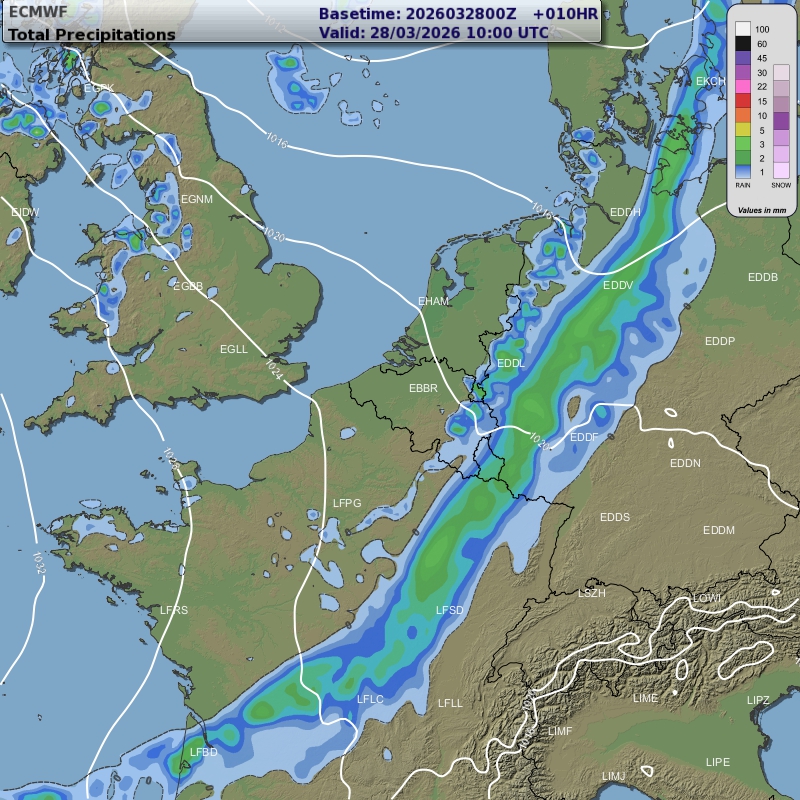 ECMWF
Basetime: 2026032800Z +010HR
Total Precipitations
Valid: 28/03/2026 10:00 UTC
100
60
45
30
22
15
10
5
3
2
1
RAIN
SNOW
Values in mm
EKCH
1016
EGNM
EIDW
1020
EDDH
EGBB
EDDV
EDDB
EHAM
EGLL
EDDP
EDDL
1024
EBBR
1020
EDDF
EDDN
LFPG
EDDS
EDDM
1032
LFRS
LFSD
LSZH
LOWI
LFLC
LFLL
LIME
LIPZ
LIMF
LFBD
LIPE
LIMJ